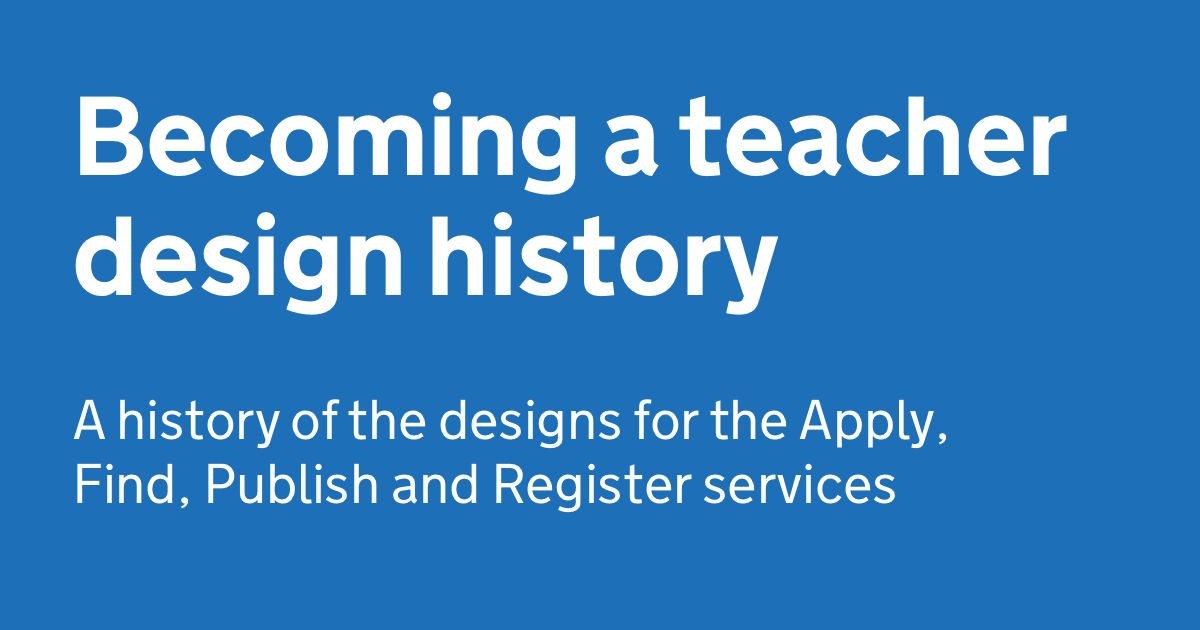 Becoming a teacher
design history
A history of the designs for the Apply,
Find, Publish and Register services